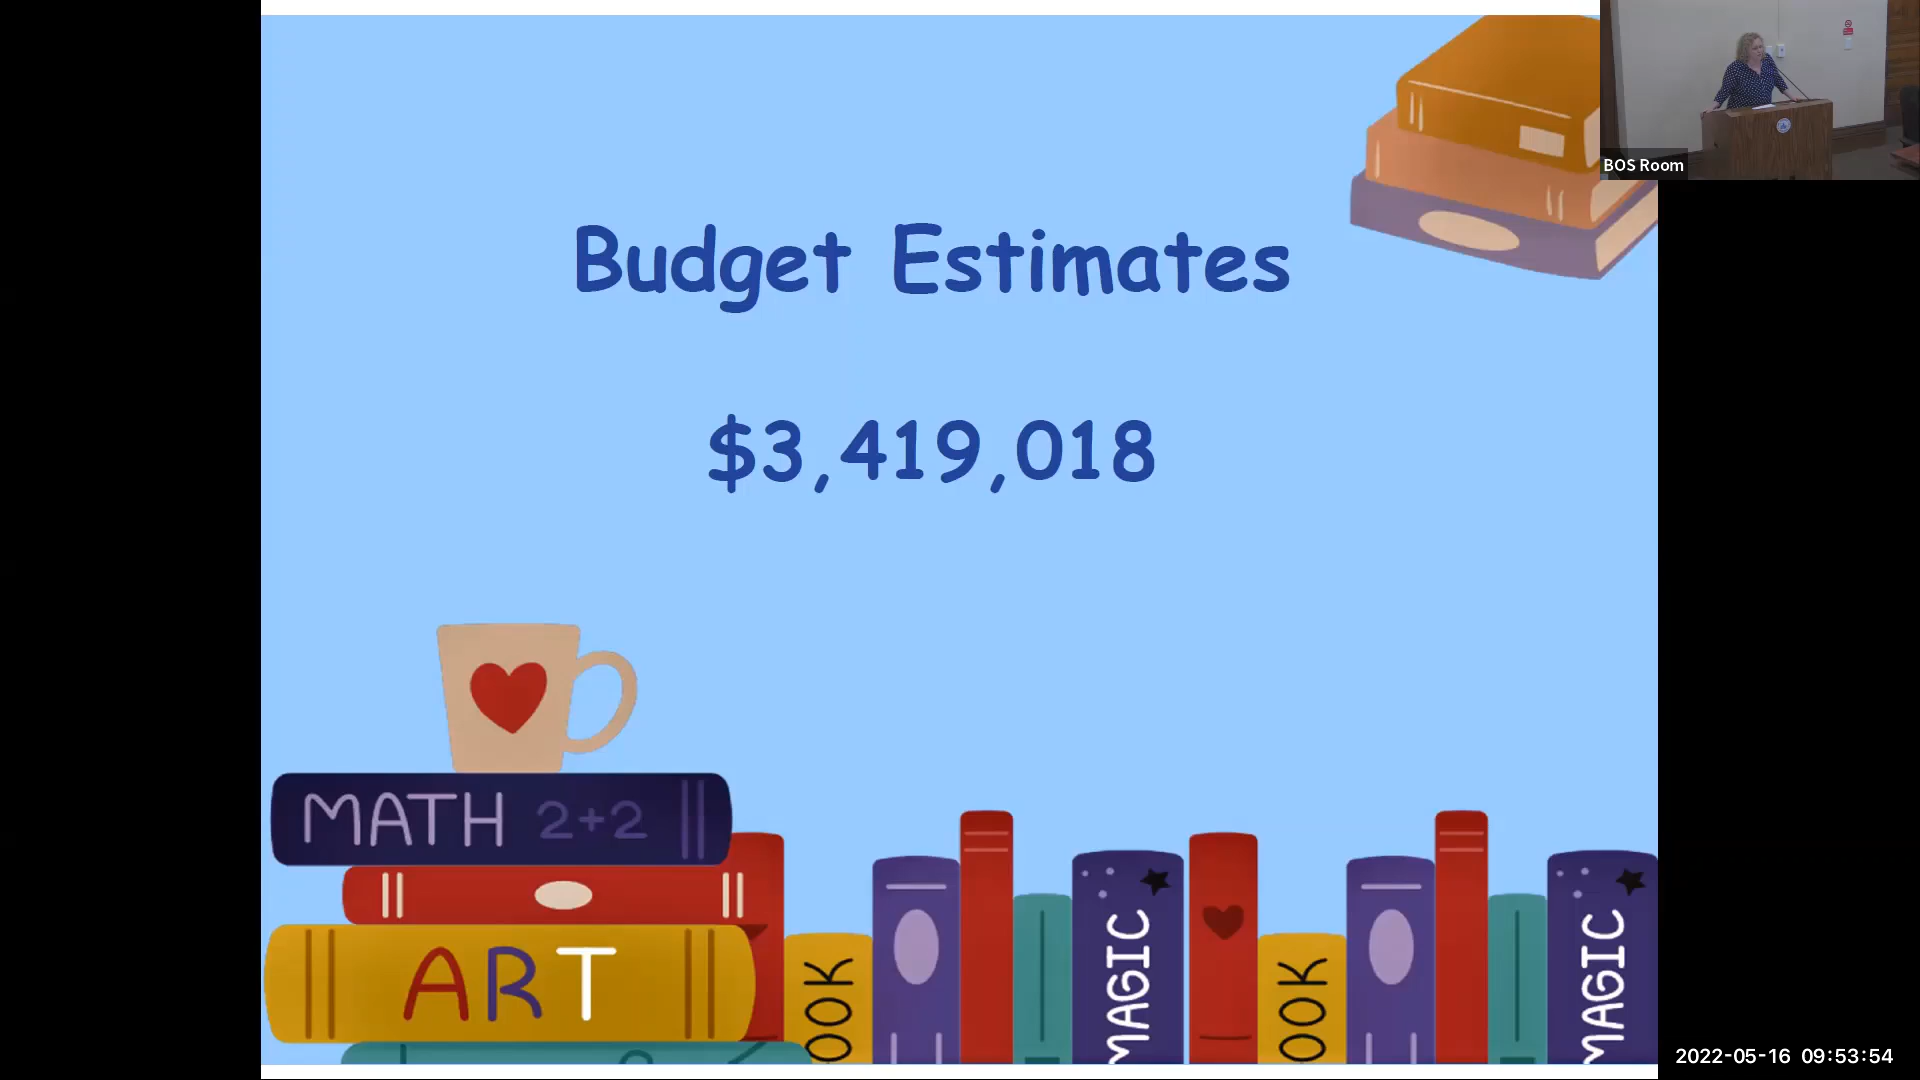 Budget Estimates
$3,419,018
BOS Room
MATH 2+2
ART
OOK
MAGIC
OOK
MAGIC
2022-05-16 09:53:54